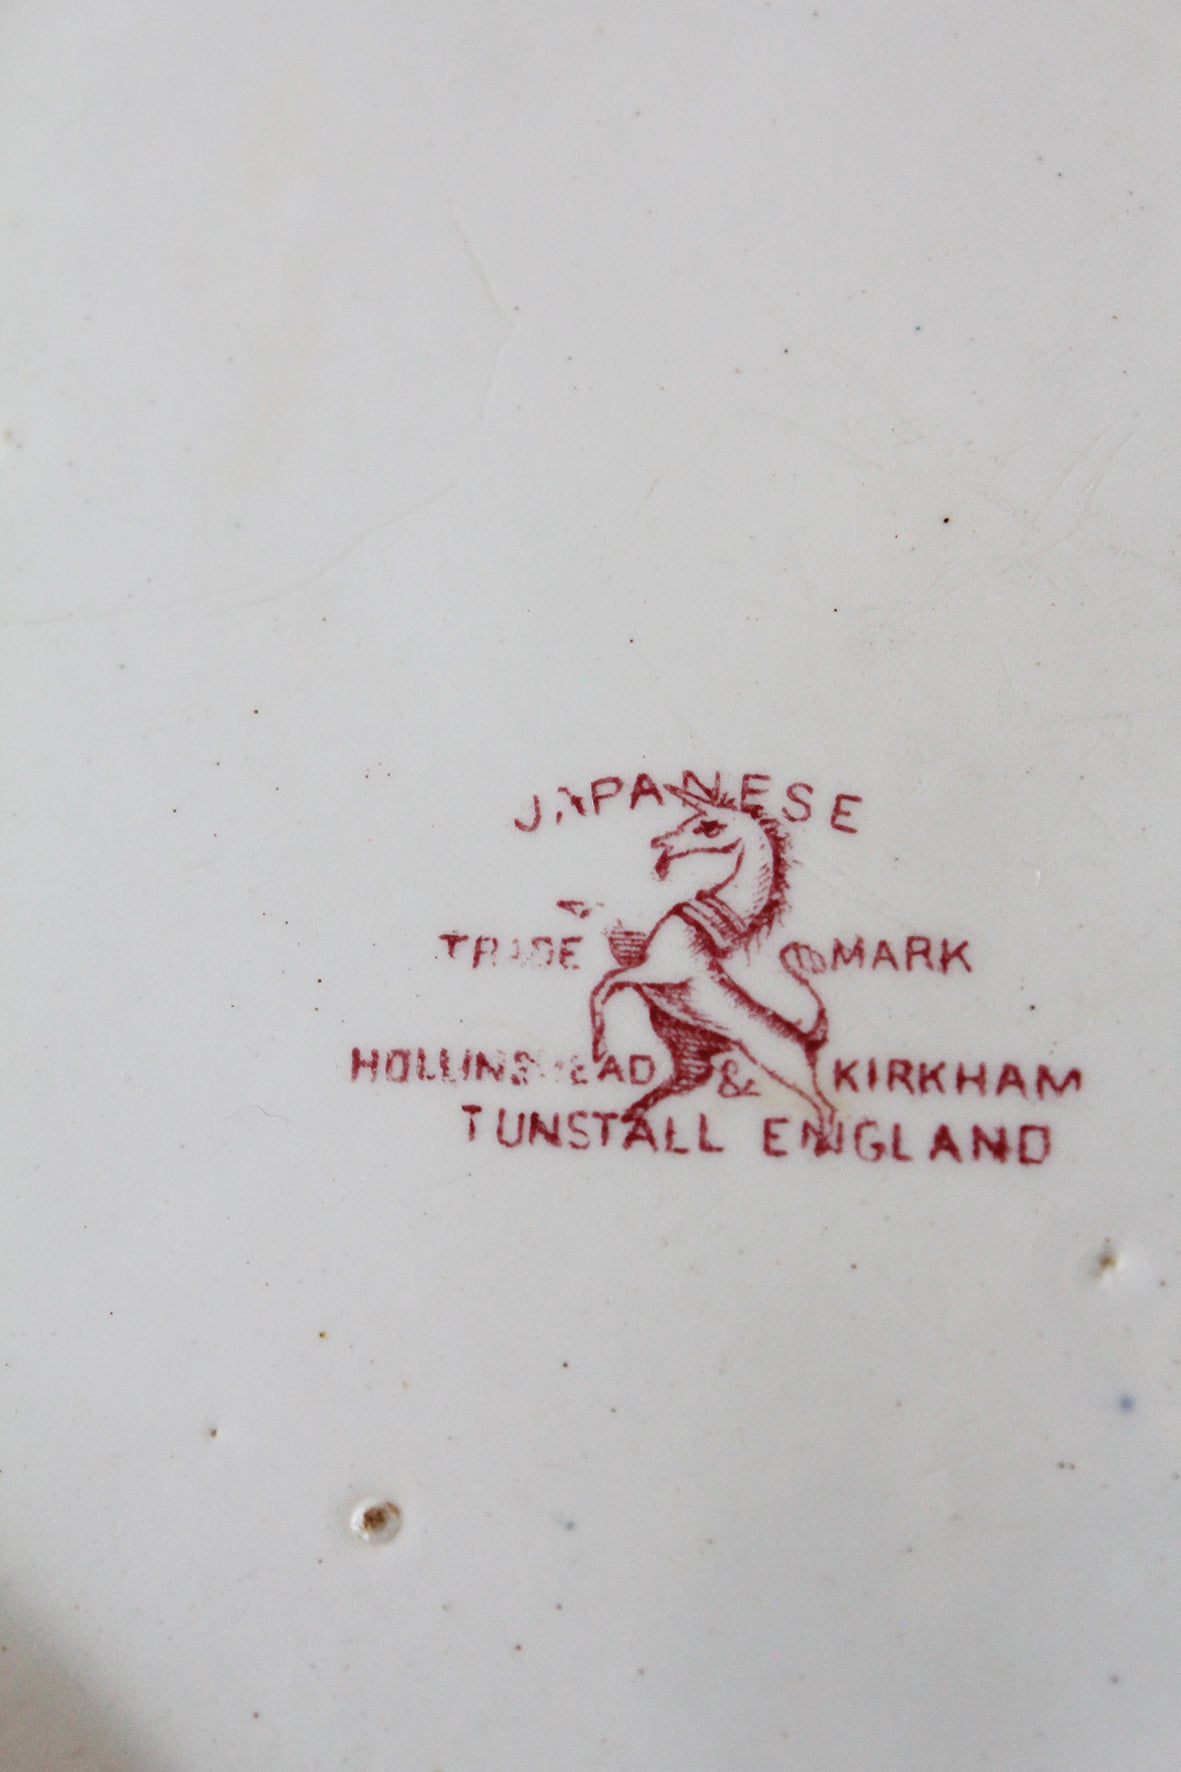 JAPANESE
TRADE MARK
HOLLINSHEAD & KIRKHAM
TUNSTALL ENGLAND